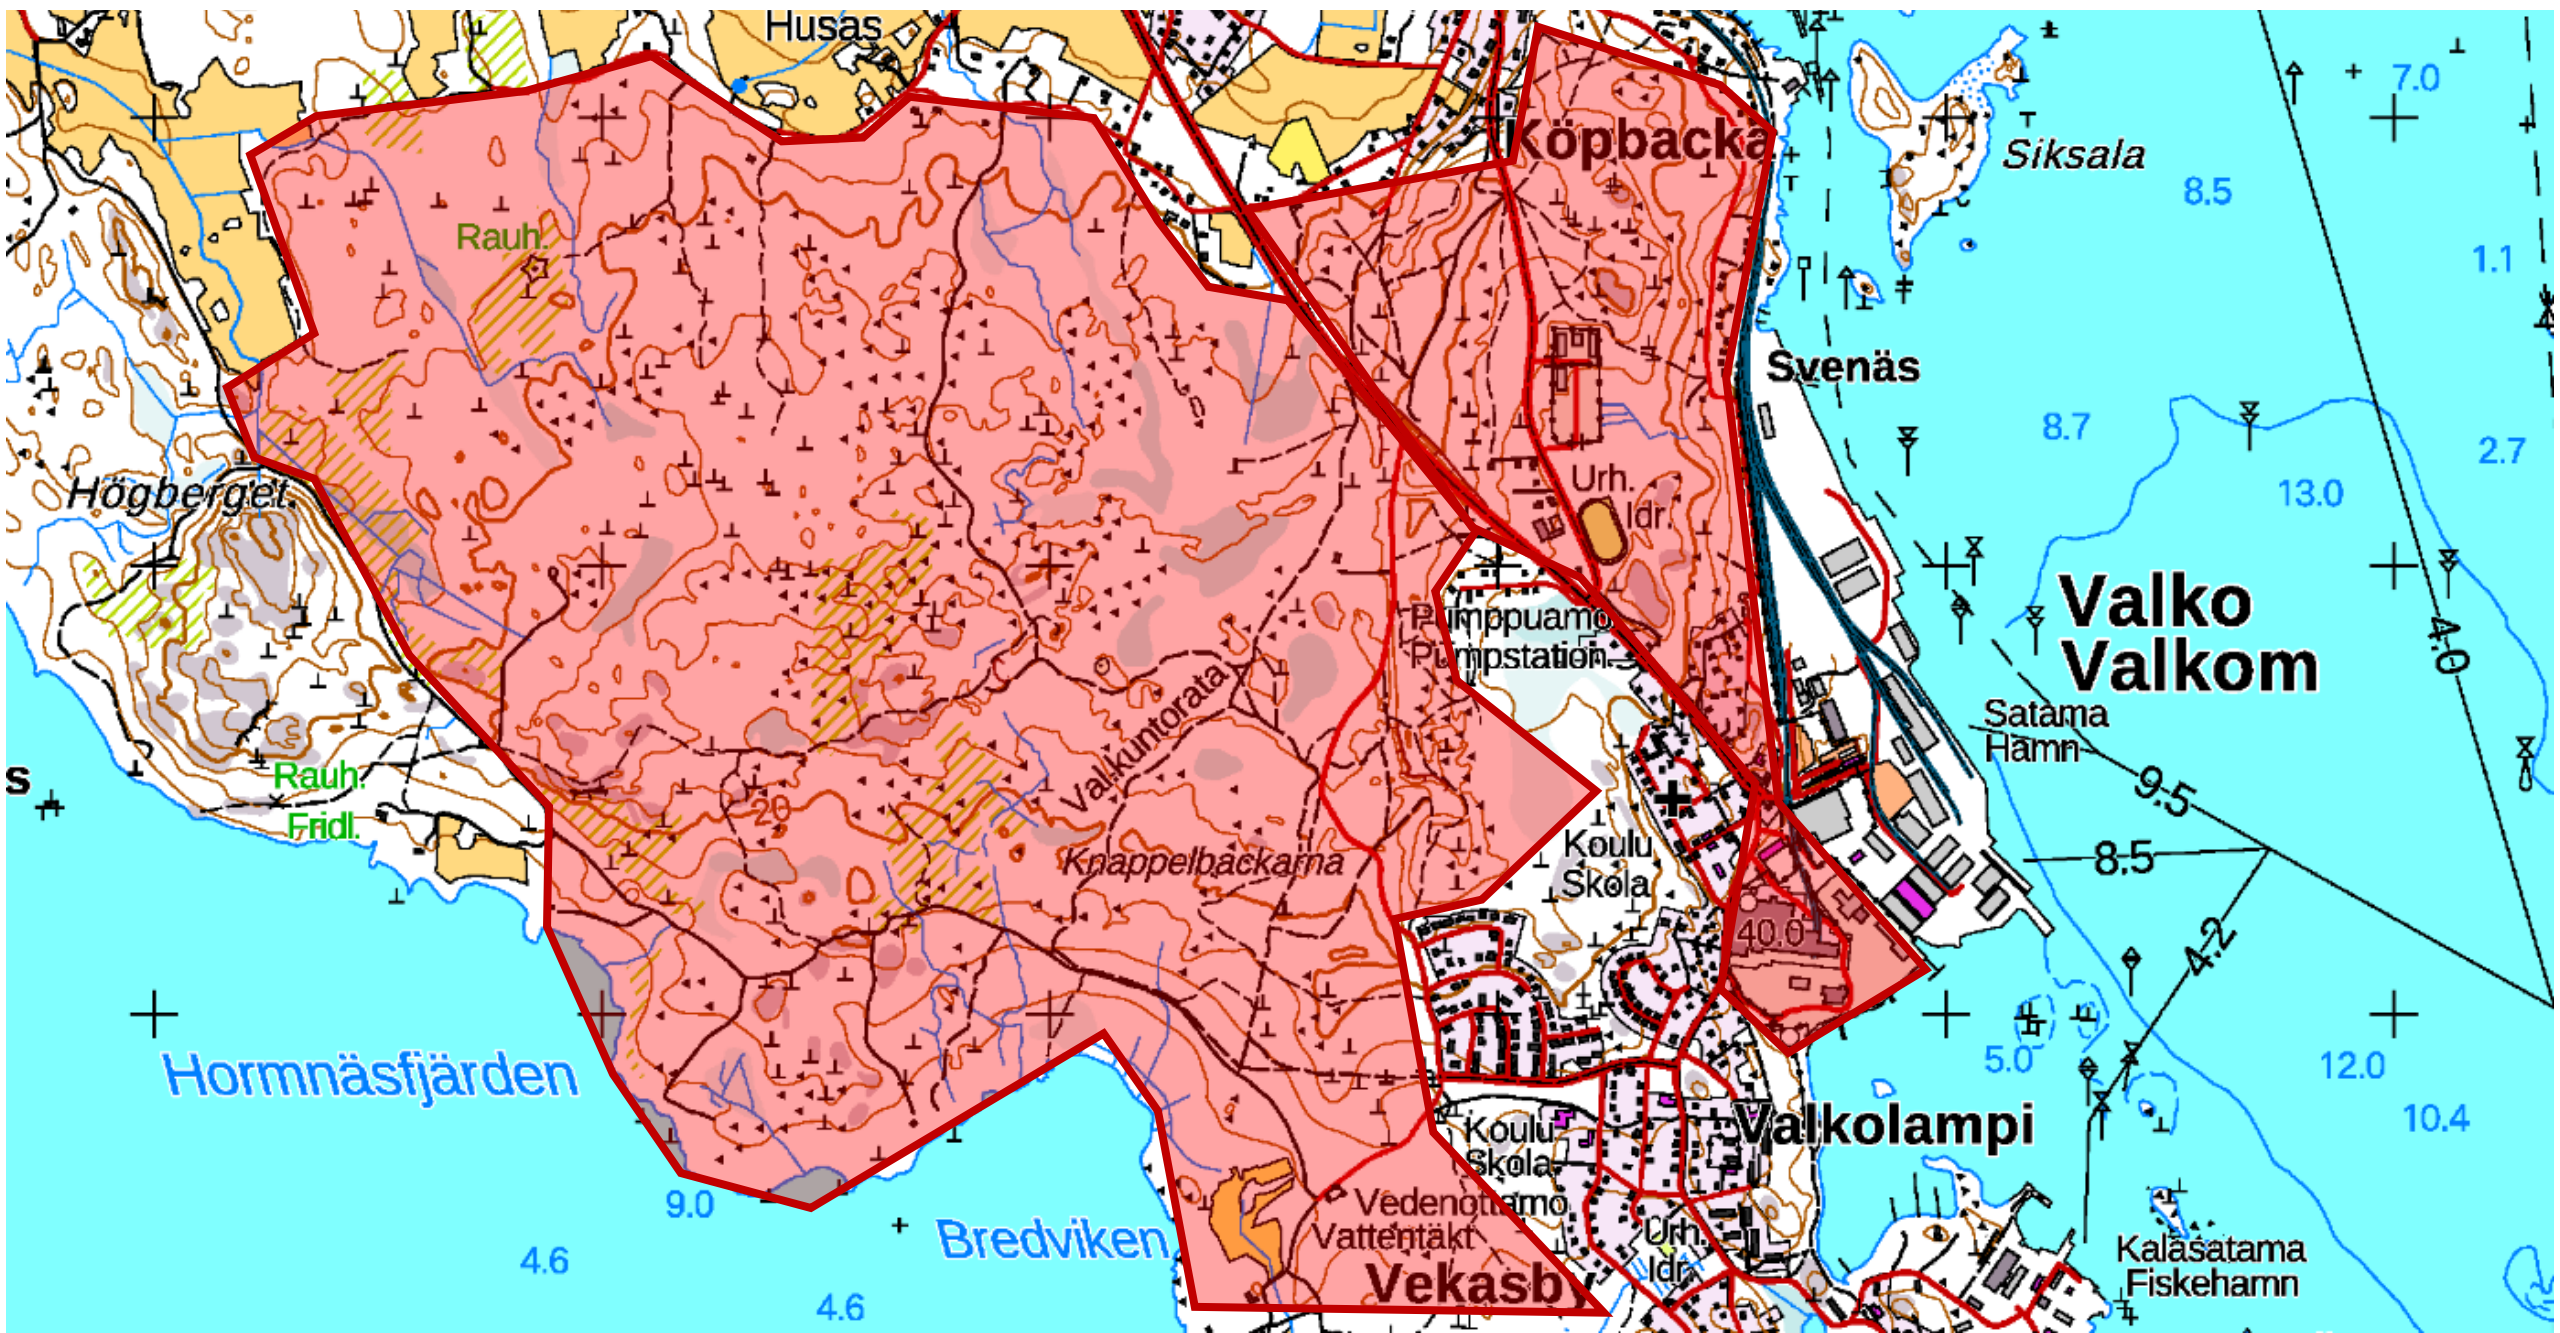 Husas
7.0
Köpbacka
Siksala
8.5
Rauh.
1.1
Svenäs
8.7
2.7
Högberget.
Urh.
Idr.
13.0
Valko
Valkom
Pumppuamo
Pumpstation.
4.0
Valkuntorata
Satama
Hamn
9.5
s
Rauh.
Fridl.
20
Knappelbackarna
Koulu
Skola
8.5
40.0
4.2
Hormnäsfjärden
5.0
12.0
10.4
Koulu
Skola
Valkolampi
9.0
Vedenottamo
Vattentäkt
Bredviken
Urh.
Idr.
4.6
Vekasby
Kalasatama
Fiskehamn
4.6